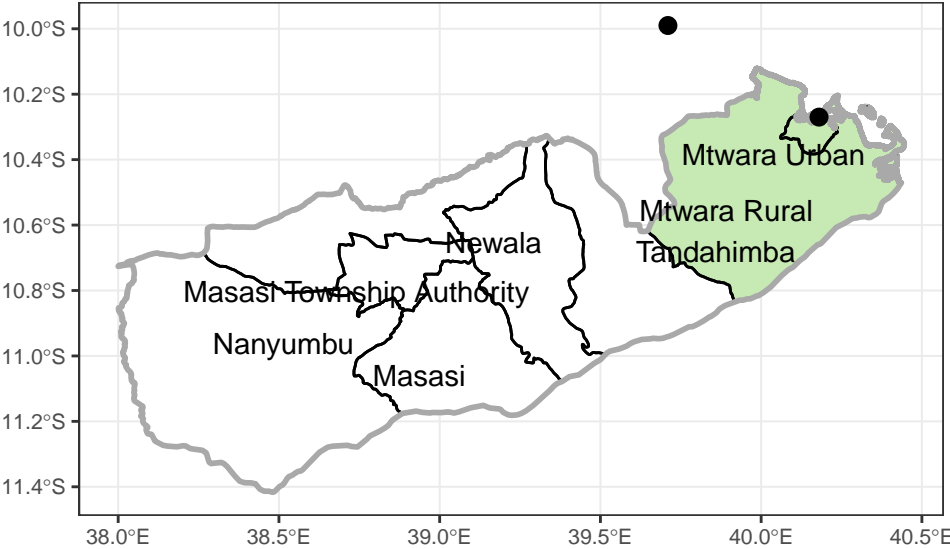 10.0°S
10.2°S
10.4°S
10.6°S
10.8°S
11.0°S
11.2°S
11.4°S
Mtwara Urban
Mtwara Rural
Newala
Tandahimba
Masasi Township Authority
Nanyumbu
Masasi
38.0°E
38.5°E
39.0°E
39.5°E
40.0°E
40.5°E